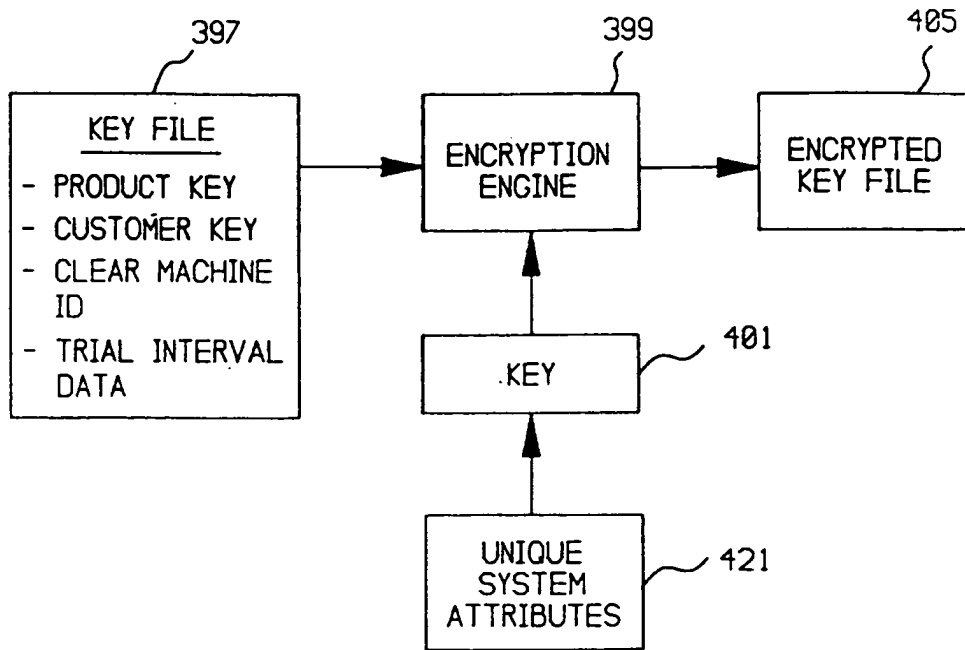 397
KEY FILE
- PRODUCT KEY
- CUSTOMER KEY
- CLEAR MACHINE
ID
- TRIAL INTERVAL
DATA
399
ENCRYPTION
ENGINE
405
ENCRYPTED
KEY FILE
KEY
401
UNIQUE
SYSTEM
ATTRIBUTES
421